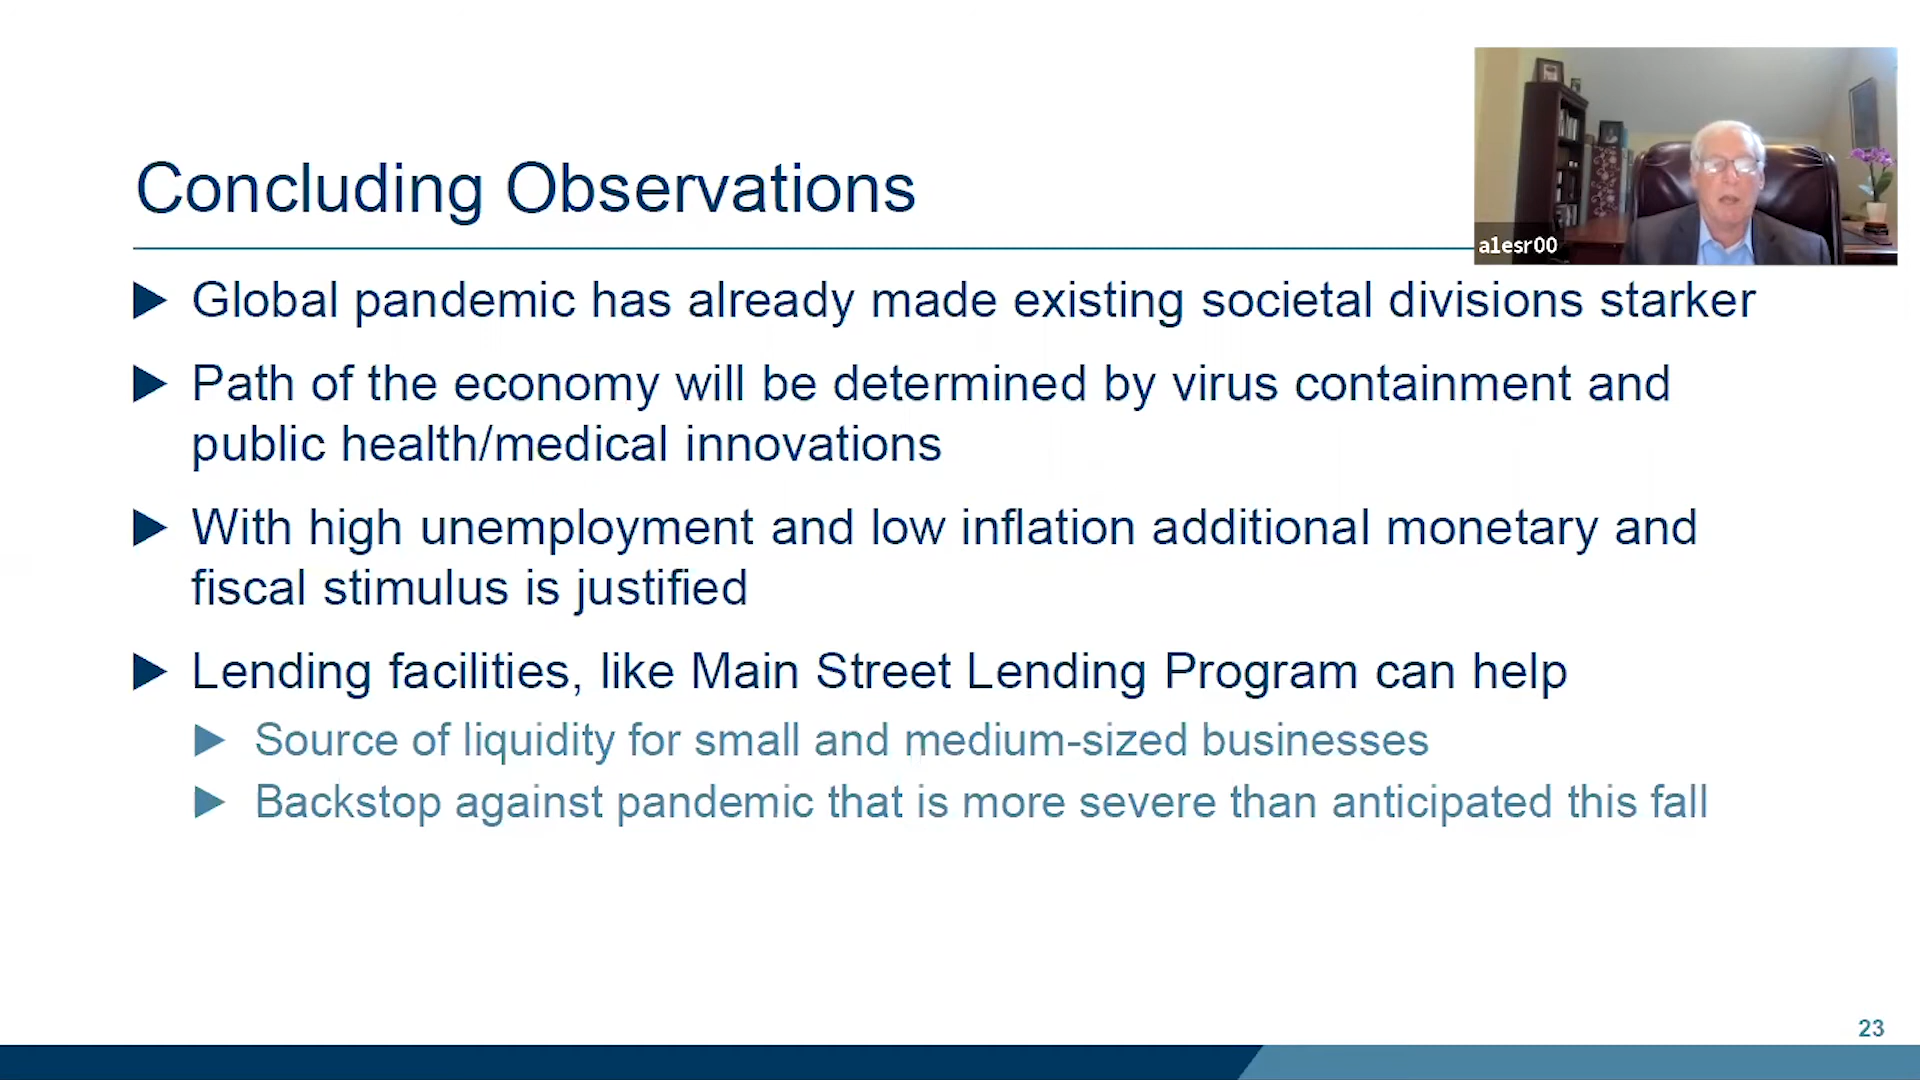 Concluding Observations
a1esr00
Global pandemic has already made existing societal divisions starker
Path of the economy will be determined by virus containment and
public health/medical innovations
With high unemployment and low inflation additional monetary and
fiscal stimulus is justified
Lending facilities, like Main Street Lending Program can help
Source of liquidity for small and medium-sized businesses
Backstop against pandemic that is more severe than anticipated this fall
23